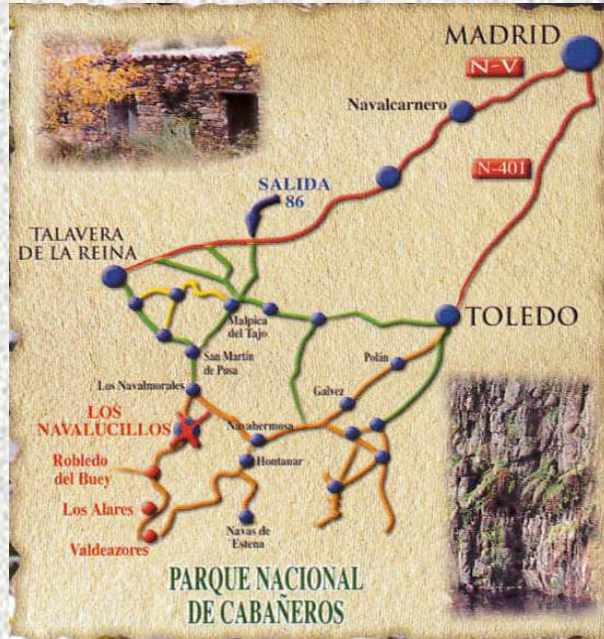 MADRID
N-V
Navalcarnero
N-401
SALIDA
86
TALAVERA
DE LA REINA
Malpica
del Tajo
TOLEDO
San Martín
de Pusa
Polán
Los Navalmorales
Galvez
LOS
NAVALUCILLOS
Navahermosa
Robledo
del Buey
Hontanar
Los Alares
Navas de
Estena
Valdeazores
PARQUE NACIONAL
DE CABAÑEROS